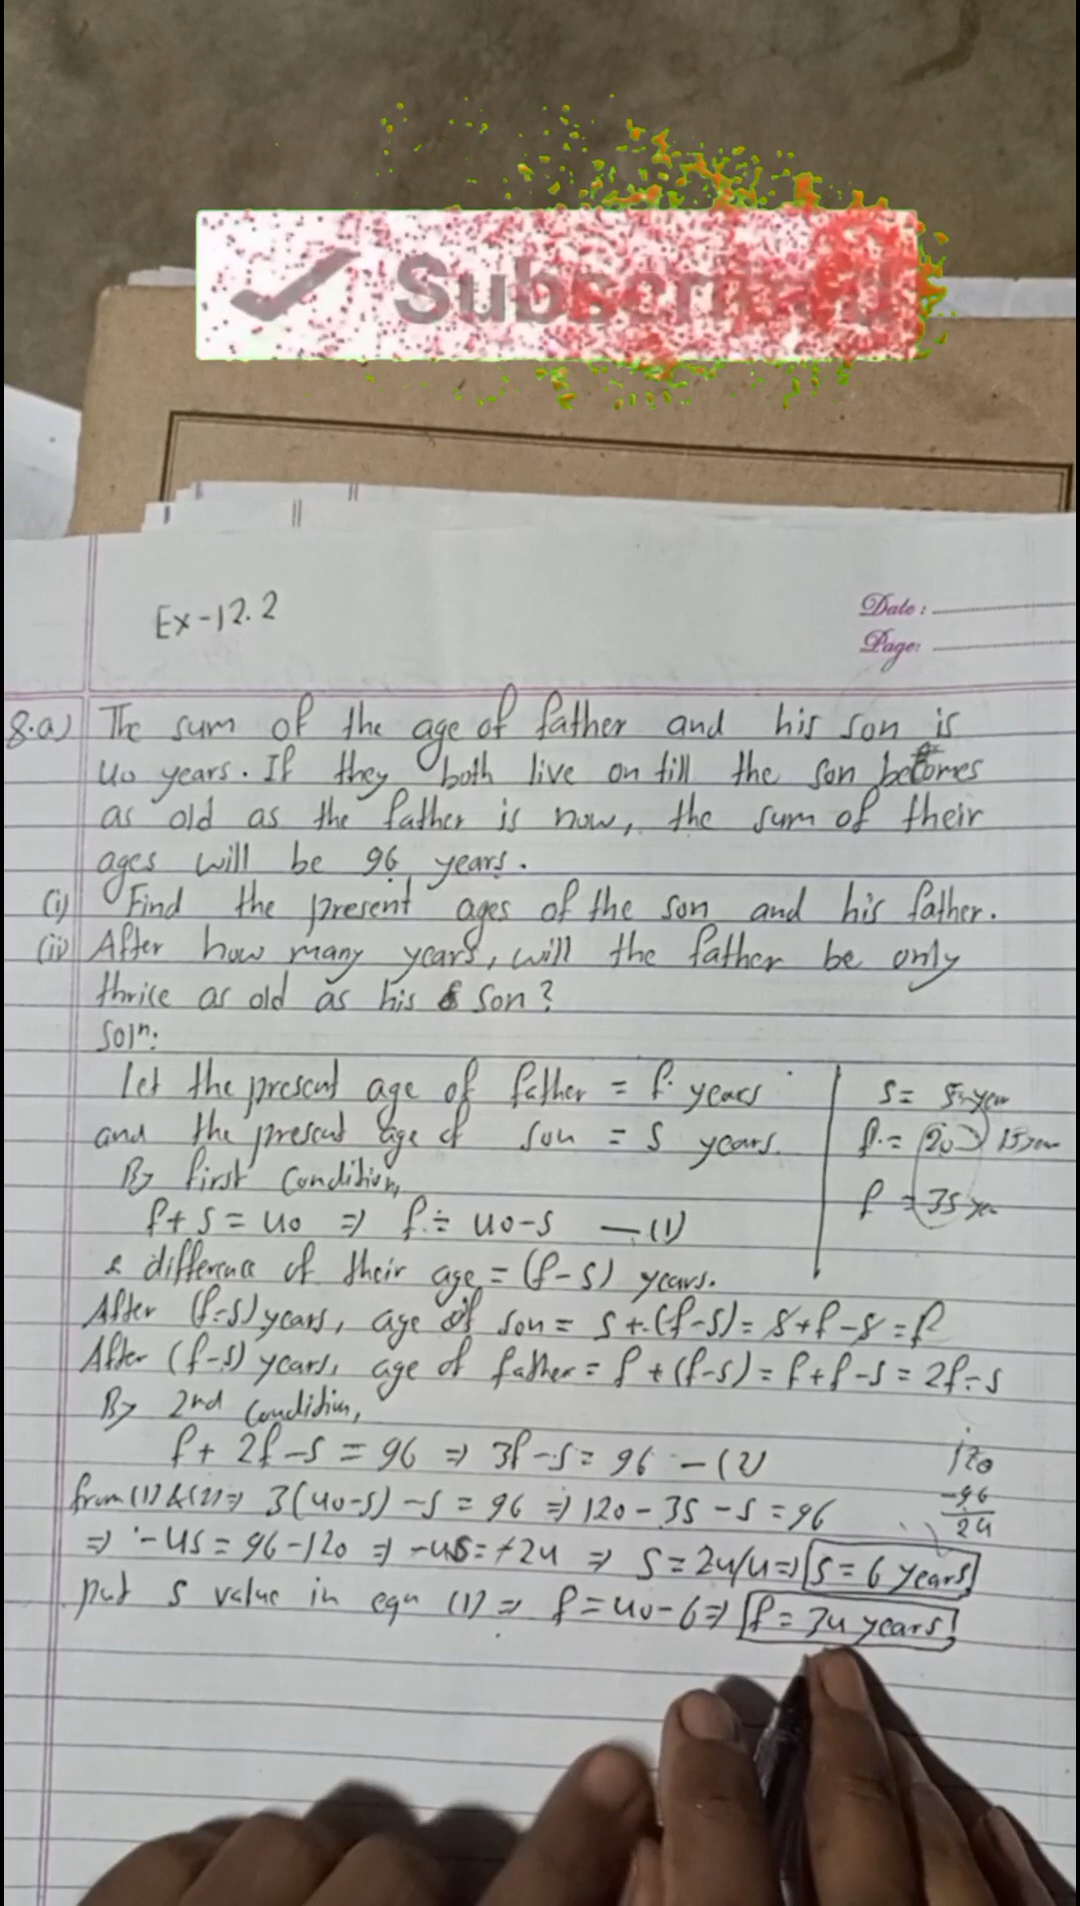 Subscribed
Ex-12.2
Date:
Page:
8.a) The sum of the age of father and his son is
40 years. If they both live on till the son becomes
as old as the father is now, the sum of their
ages will be 96 years.
(i) Find the present ages of the son and his father.
(ii) After how many years, will the father be only
thrice as old as his son?
Soln:
Let the present age of father = f years
and the present age of son = s years.
By first condition,
f + s = 40 ⇒ f = 40-s — (1)
& difference of their age = (f-s) years.
After (f-s) years, age of son = s + (f-s) = s+f-s = f
After (f-s) years, age of father = f + (f-s) = f+f-s = 2f-s
By 2nd condition,
f + 2f - s = 96 ⇒ 3f - s = 96 — (2)
from (1) & (2) ⇒ 3(40-s) - s = 96 ⇒ 120 - 3s - s = 96
⇒ -4s = 96-120 ⇒ -4s = +24 ⇒ s = 24/4 ⇒ s = 6 years
put s value in eqn (1) ⇒ f = 40-6 ⇒ f = 34 years
s = 5 year
f = 20 15 year
f = 35
120
-96
24